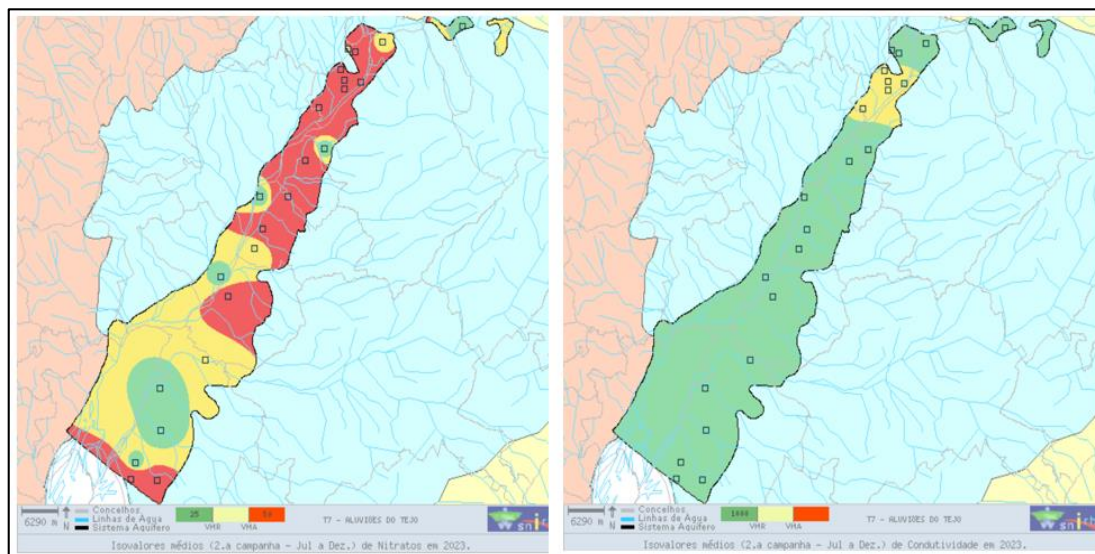 6290 m
N
Concelhos
Linhas de Água
Sistema Aquífero
25
50
VMR
VMA
T7 - ALUVIÕES DO TEJO
snirh
Isovalores médios (2.a campanha - Jul a Dez.) de Nitratos em 2023.
6290 m
N
Concelhos
Linhas de Água
Sistema Aquífero
1000
VMR
VMA
T7 - ALUVIÕES DO TEJO
Isovalores médios (2.a campanha - Jul a Dez.) de Condutividade em 2023.